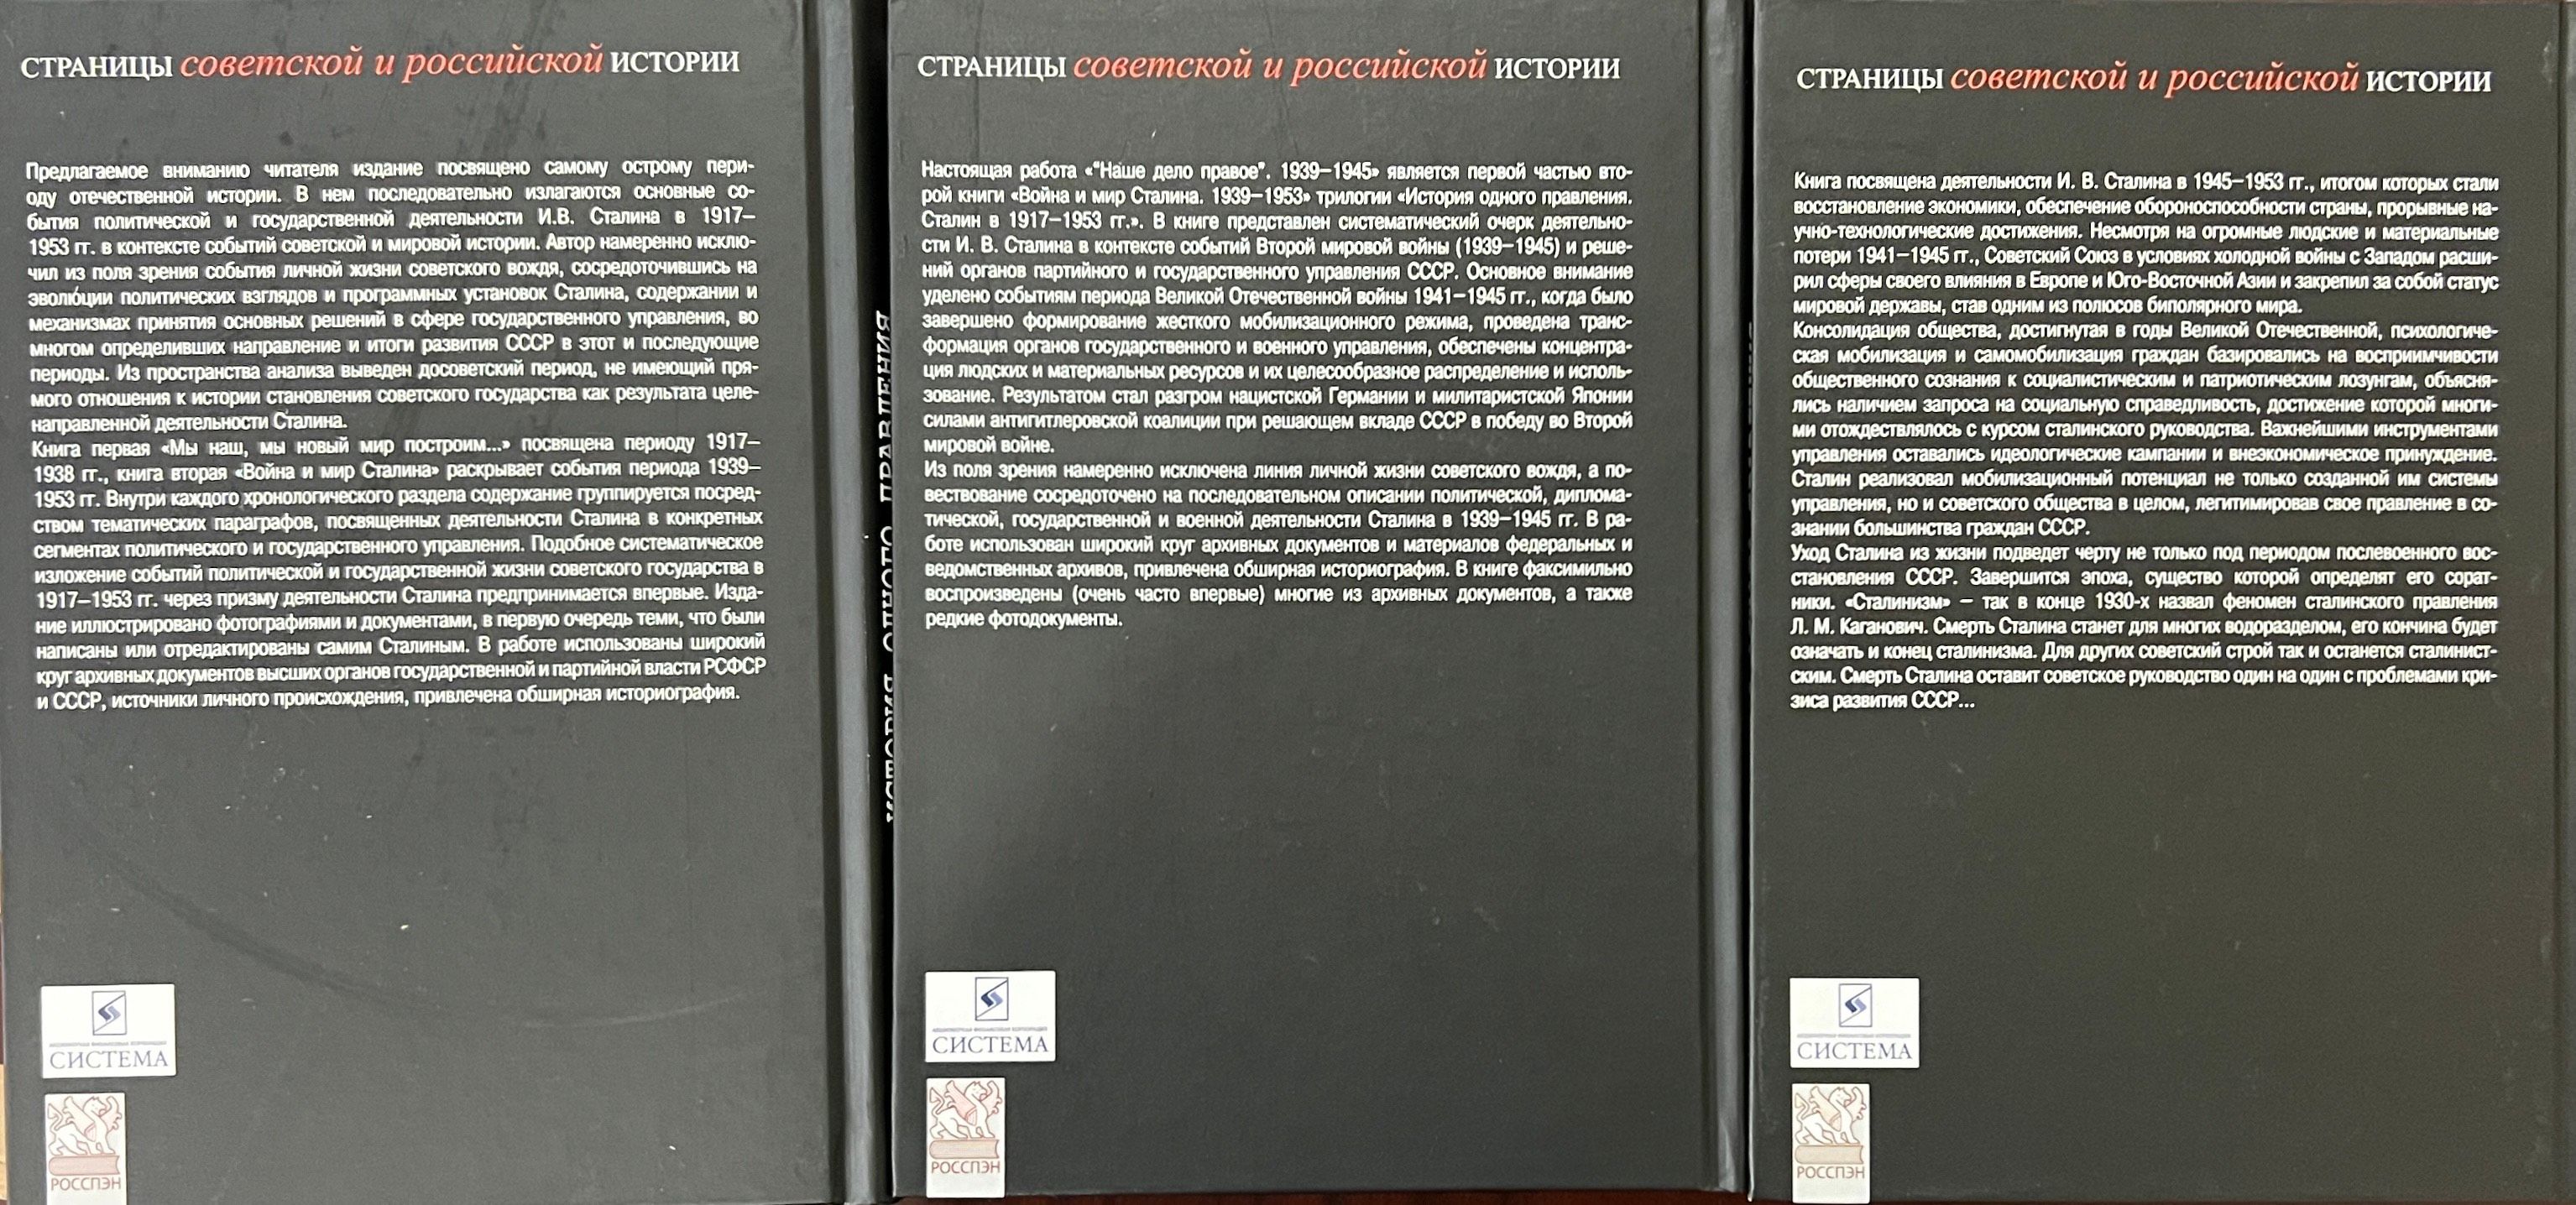 СТРАНИЦЫ советской и российской ИСТОРИИ
Предлагаемое вниманию читателя издание посвящено самому острому пери-
оду отечественной истории. В нем последовательно излагаются основные со-
бытия политической и государственной деятельности И.В. Сталина в 1917–
1953 гг. в контексте событий советской и мировой истории. Автор намеренно исклю-
чил из поля зрения события личной жизни советского вождя, сосредоточившись на
эволюции политических взглядов и программных установок Сталина, содержании и
механизмах принятия основных решений в сфере государственного управления, во
многом определивших направление и итоги развития СССР в этот и последующие
периоды. Из пространства анализа выведен досоветский период, не имеющий пря-
мого отношения к истории становления советского государства как результата целе-
направленной деятельности Сталина.
Книга первая «Мы наш, мы новый мир построим...» посвящена периоду 1917–
1938 гг., книга вторая «Война и мир Сталина» раскрывает события периода 1939–
1953 гг. Внутри каждого хронологического раздела содержание группируется посред-
ством тематических параграфов, посвященных деятельности Сталина в конкретных
сегментах политического и государственного управления. Подобное систематическое
изложение событий политической и государственной жизни советского государства в
1917–1953 гг. через призму деятельности Сталина предпринимается впервые. Изда-
ние иллюстрировано фотографиями и документами, в первую очередь теми, что были
написаны или отредактированы самим Сталиным. В работе использованы широкий
круг архивных документов высших органов государственной и партийной власти РСФСР
и СССР, источники личного происхождения, привлечена обширная историография.
СИСТЕМА
РОССПЭН
ИСТОРИЯ ОДНОГО ПРАВЛЕНИЯ
СТРАНИЦЫ советской и российской ИСТОРИИ
Настоящая работа «"Наше дело правое". 1939–1945» является первой частью вто-
рой книги «Война и мир Сталина. 1939–1953» трилогии «История одного правления.
Сталин в 1917–1953 гг.». В книге представлен систематический очерк деятельно-
сти И. В. Сталина в контексте событий Второй мировой войны (1939–1945) и реше-
ний органов партийного и государственного управления СССР. Основное внимание
уделено событиям периода Великой Отечественной войны 1941–1945 гг., когда было
завершено формирование жесткого мобилизационного режима, проведена транс-
формация органов государственного и военного управления, обеспечены концентра-
ция людских и материальных ресурсов и их целесообразное распределение и исполь-
зование. Результатом стал разгром нацистской Германии и милитаристской Японии
силами антигитлеровской коалиции при решающем вкладе СССР в победу во Второй
мировой войне.
Из поля зрения намеренно исключена линия личной жизни советского вождя, а по-
вествование сосредоточено на последовательном описании политической, диплома-
тической, государственной и военной деятельности Сталина в 1939–1945 гг. В ра-
боте использован широкий круг архивных документов и материалов федеральных и
ведомственных архивов, привлечена обширная историография. В книге факсимильно
воспроизведены (очень часто впервые) многие из архивных документов, а также
редкие фотодокументы.
СИСТЕМА
РОССПЭН
СТРАНИЦЫ советской и российской ИСТОРИИ
Книга посвящена деятельности И. В. Сталина в 1945–1953 гг., итогом которых стали
восстановление экономики, обеспечение обороноспособности страны, прорывные на-
учно-технологические достижения. Несмотря на огромные людские и материальные
потери 1941–1945 гг., Советский Союз в условиях холодной войны с Западом расши-
рил сферы своего влияния в Европе и Юго-Восточной Азии и закрепил за собой статус
мировой державы, став одним из полюсов биполярного мира.
Консолидация общества, достигнутая в годы Великой Отечественной, психологиче-
ская мобилизация и самомобилизация граждан базировались на восприимчивости
общественного сознания к социалистическим и патриотическим лозунгам, объясня-
лись наличием запроса на социальную справедливость, достижение которой многи-
ми отождествлялось с курсом сталинского руководства. Важнейшими инструментами
управления оставались идеологические кампании и внеэкономическое принуждение.
Сталин реализовал мобилизационный потенциал не только созданной им системы
управления, но и советского общества в целом, легитимировав свое правление в со-
знании большинства граждан СССР.
Уход Сталина из жизни подведет черту не только под периодом послевоенного вос-
становления СССР. Завершится эпоха, существо которой определят его сорат-
ники. «Сталинизм» – так в конце 1930-х назвал феномен сталинского правления
Л. М. Каганович. Смерть Сталина станет для многих водоразделом, его кончина будет
означать и конец сталинизма. Для других советский строй так и останется сталинист-
ским. Смерть Сталина оставит советское руководство один на один с проблемами кри-
зиса развития СССР...
СИСТЕМА
РОССПЭН